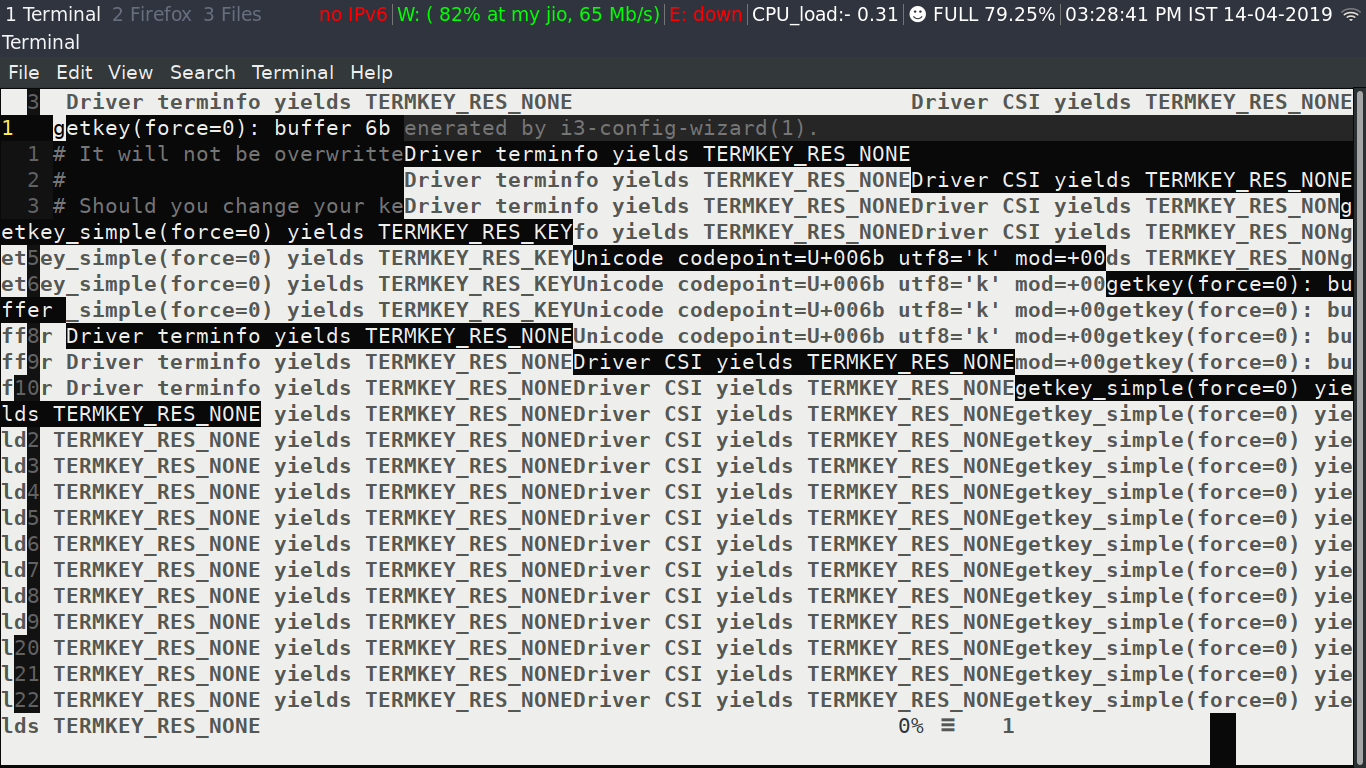 1 Terminal 2 Firefox 3 Files no IPv6 W: ( 82% at my jio, 65 Mb/s) E: down CPU_load:- 0.31 ☻ FULL 79.25% 03:28:41 PM IST 14-04-2019
Terminal
File Edit View Search Terminal Help
3 Driver terminfo yields TERMKEY_RES_NONE Driver CSI yields TERMKEY_RES_NONE
1 getkey(force=0): buffer 6b enerated by i3-config-wizard(1).
1 # It will not be overwritteDriver terminfo yields TERMKEY_RES_NONE
2 # Driver terminfo yields TERMKEY_RES_NONEDriver CSI yields TERMKEY_RES_NONE
3 # Should you change your keDriver terminfo yields TERMKEY_RES_NONEDriver CSI yields TERMKEY_RES_NONg
etkey_simple(force=0) yields TERMKEY_RES_KEYfo yields TERMKEY_RES_NONEDriver CSI yields TERMKEY_RES_NONg
et5ey_simple(force=0) yields TERMKEY_RES_KEYUnicode codepoint=U+006b utf8='k' mod=+00ds TERMKEY_RES_NONg
et6ey_simple(force=0) yields TERMKEY_RES_KEYUnicode codepoint=U+006b utf8='k' mod=+00getkey(force=0): bu
ffer _simple(force=0) yields TERMKEY_RES_KEYUnicode codepoint=U+006b utf8='k' mod=+00getkey(force=0): bu
ff8r Driver terminfo yields TERMKEY_RES_NONEUnicode codepoint=U+006b utf8='k' mod=+00getkey(force=0): bu
ff9r Driver terminfo yields TERMKEY_RES_NONEDriver CSI yields TERMKEY_RES_NONEmod=+00getkey(force=0): bu
f10r Driver terminfo yields TERMKEY_RES_NONEDriver CSI yields TERMKEY_RES_NONEgetkey_simple(force=0) yie
lds TERMKEY_RES_NONE yields TERMKEY_RES_NONEDriver CSI yields TERMKEY_RES_NONEgetkey_simple(force=0) yie
ld2 TERMKEY_RES_NONE yields TERMKEY_RES_NONEDriver CSI yields TERMKEY_RES_NONEgetkey_simple(force=0) yie
ld3 TERMKEY_RES_NONE yields TERMKEY_RES_NONEDriver CSI yields TERMKEY_RES_NONEgetkey_simple(force=0) yie
ld4 TERMKEY_RES_NONE yields TERMKEY_RES_NONEDriver CSI yields TERMKEY_RES_NONEgetkey_simple(force=0) yie
ld5 TERMKEY_RES_NONE yields TERMKEY_RES_NONEDriver CSI yields TERMKEY_RES_NONEgetkey_simple(force=0) yie
ld6 TERMKEY_RES_NONE yields TERMKEY_RES_NONEDriver CSI yields TERMKEY_RES_NONEgetkey_simple(force=0) yie
ld7 TERMKEY_RES_NONE yields TERMKEY_RES_NONEDriver CSI yields TERMKEY_RES_NONEgetkey_simple(force=0) yie
ld8 TERMKEY_RES_NONE yields TERMKEY_RES_NONEDriver CSI yields TERMKEY_RES_NONEgetkey_simple(force=0) yie
ld9 TERMKEY_RES_NONE yields TERMKEY_RES_NONEDriver CSI yields TERMKEY_RES_NONEgetkey_simple(force=0) yie
l20 TERMKEY_RES_NONE yields TERMKEY_RES_NONEDriver CSI yields TERMKEY_RES_NONEgetkey_simple(force=0) yie
l21 TERMKEY_RES_NONE yields TERMKEY_RES_NONEDriver CSI yields TERMKEY_RES_NONEgetkey_simple(force=0) yie
l22 TERMKEY_RES_NONE yields TERMKEY_RES_NONEDriver CSI yields TERMKEY_RES_NONEgetkey_simple(force=0) yie
lds TERMKEY_RES_NONE 0% ☰ 1